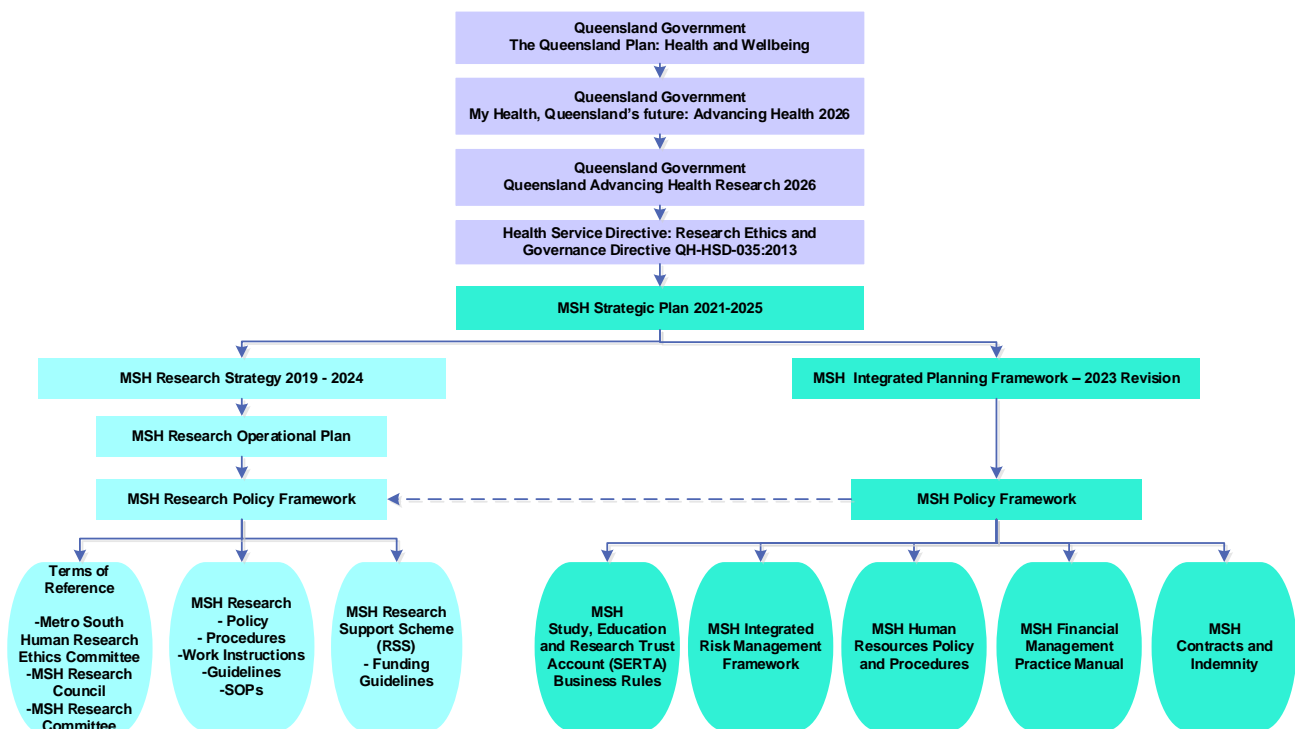 Queensland Government
The Queensland Plan: Health and Wellbeing
Queensland Government
My Health, Queensland's future: Advancing Health 2026
Queensland Government
Queensland Advancing Health Research 2026
Health Service Directive: Research Ethics and
Governance Directive QH-HSD-035:2013
MSH Strategic Plan 2021-2025
MSH Research Strategy 2019 - 2024
MSH Integrated Planning Framework – 2023 Revision
MSH Research Operational Plan
MSH Research Policy Framework
MSH Policy Framework
Terms of
Reference
-Metro South
Human Research
Ethics Committee
-MSH Research
Council
-MSH Research
Committee
MSH Research
- Policy
- Procedures
-Work Instructions
-Guidelines
-SOPs
MSH Research
Support Scheme
(RSS)
- Funding
Guidelines
MSH
Study, Education
and Research Trust
Account (SERTA)
Business Rules
MSH Integrated
Risk Management
Framework
MSH Human
Resources Policy
and Procedures
MSH Financial
Management
Practice Manual
MSH
Contracts and
Indemnity